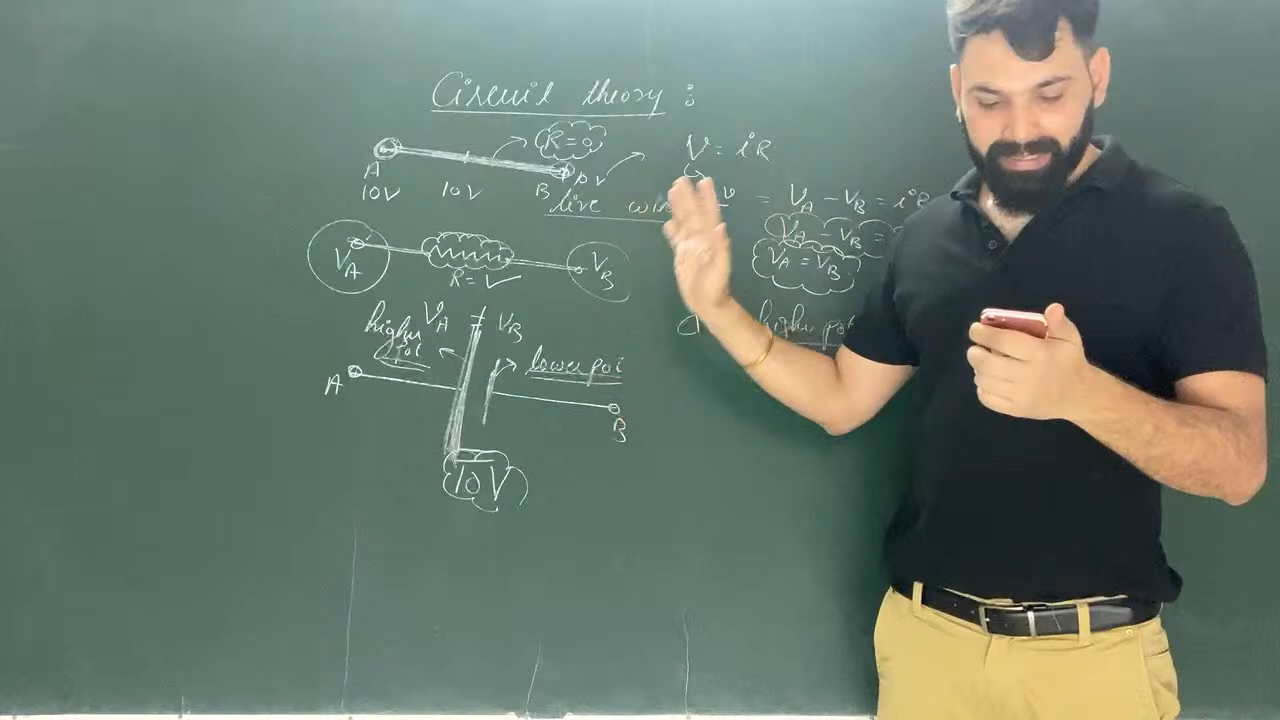 Circuit theory :
R=0
V = iR
A
B
10V
10V
10V
live
= VA - VB = iR
VA - VB =
VA = VB
VA
VB
R= ✓
higher
pot
VA
VB
lower pot
higher pot
A
B
10V